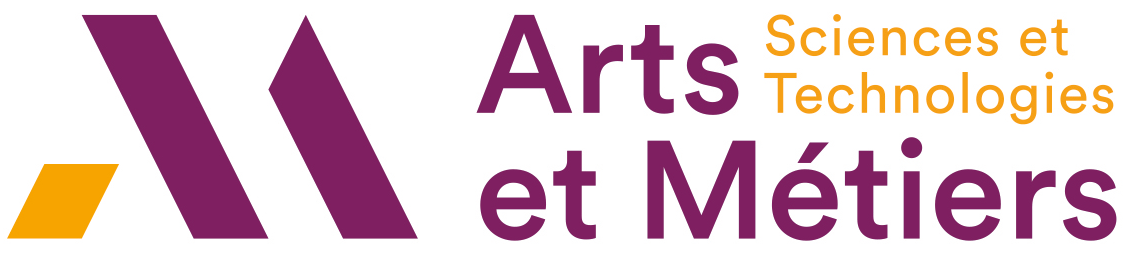 Arts
Sciences et
Technologies
et Métiers